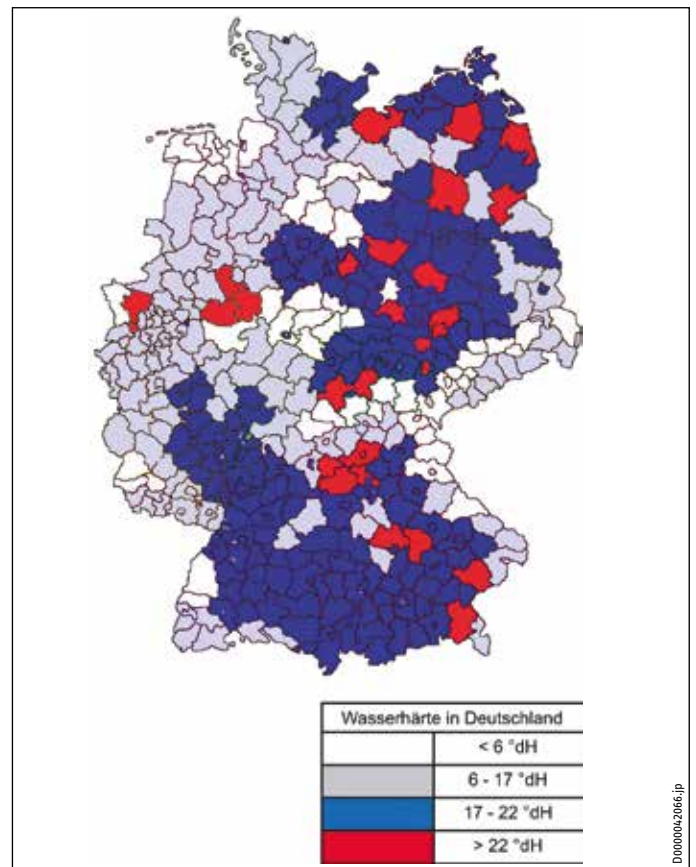 Wasserhärte in Deutschland
< 6 °dH
6 - 17 °dH
17 - 22 °dH
> 22 °dH
D0000042066.jp